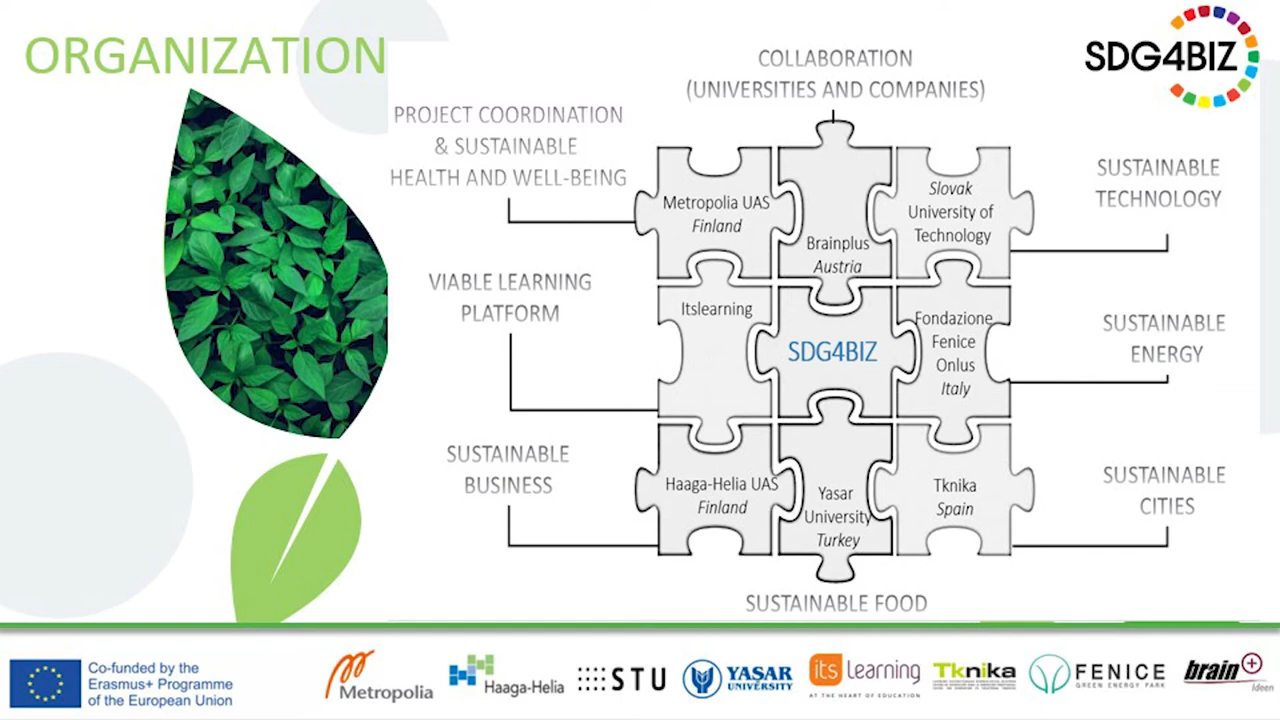 ORGANIZATION
SDG4BIZ
COLLABORATION
(UNIVERSITIES AND COMPANIES)
PROJECT COORDINATION
& SUSTAINABLE
HEALTH AND WELL-BEING
SUSTAINABLE
TECHNOLOGY
Metropolia UAS
Finland
Brainplus
Austria
Slovak
University of
Technology
VIABLE LEARNING
PLATFORM
Itslearning
SDG4BIZ
Fondazione
Fenice
Onlus
Italy
SUSTAINABLE
ENERGY
SUSTAINABLE
BUSINESS
Haaga-Helia UAS
Finland
Yasar
University
Turkey
Tknika
Spain
SUSTAINABLE
CITIES
SUSTAINABLE FOOD
Co-funded by the
Erasmus+ Programme
of the European Union
Metropolia
Haaga-Helia
STU
YASAR
UNIVERSITY
its Learning
AT THE HEART OF EDUCATION
Tknika
FENICE
GREEN ENERGY PARK
brain+
Ideen